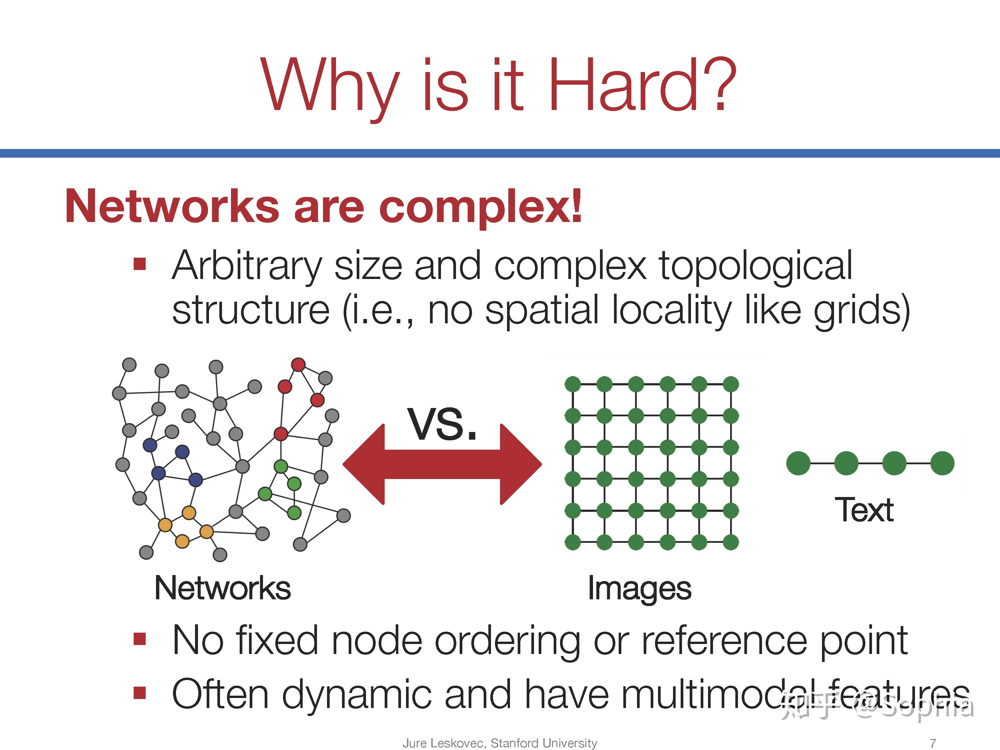 Why is it Hard?
Networks are complex!
▪ Arbitrary size and complex topological
structure (i.e., no spatial locality like grids)
vs.
Text
Networks
Images
▪ No fixed node ordering or reference point
▪ Often dynamic and have multimodal features
知乎 @Sophia
Jure Leskovec, Stanford University
7